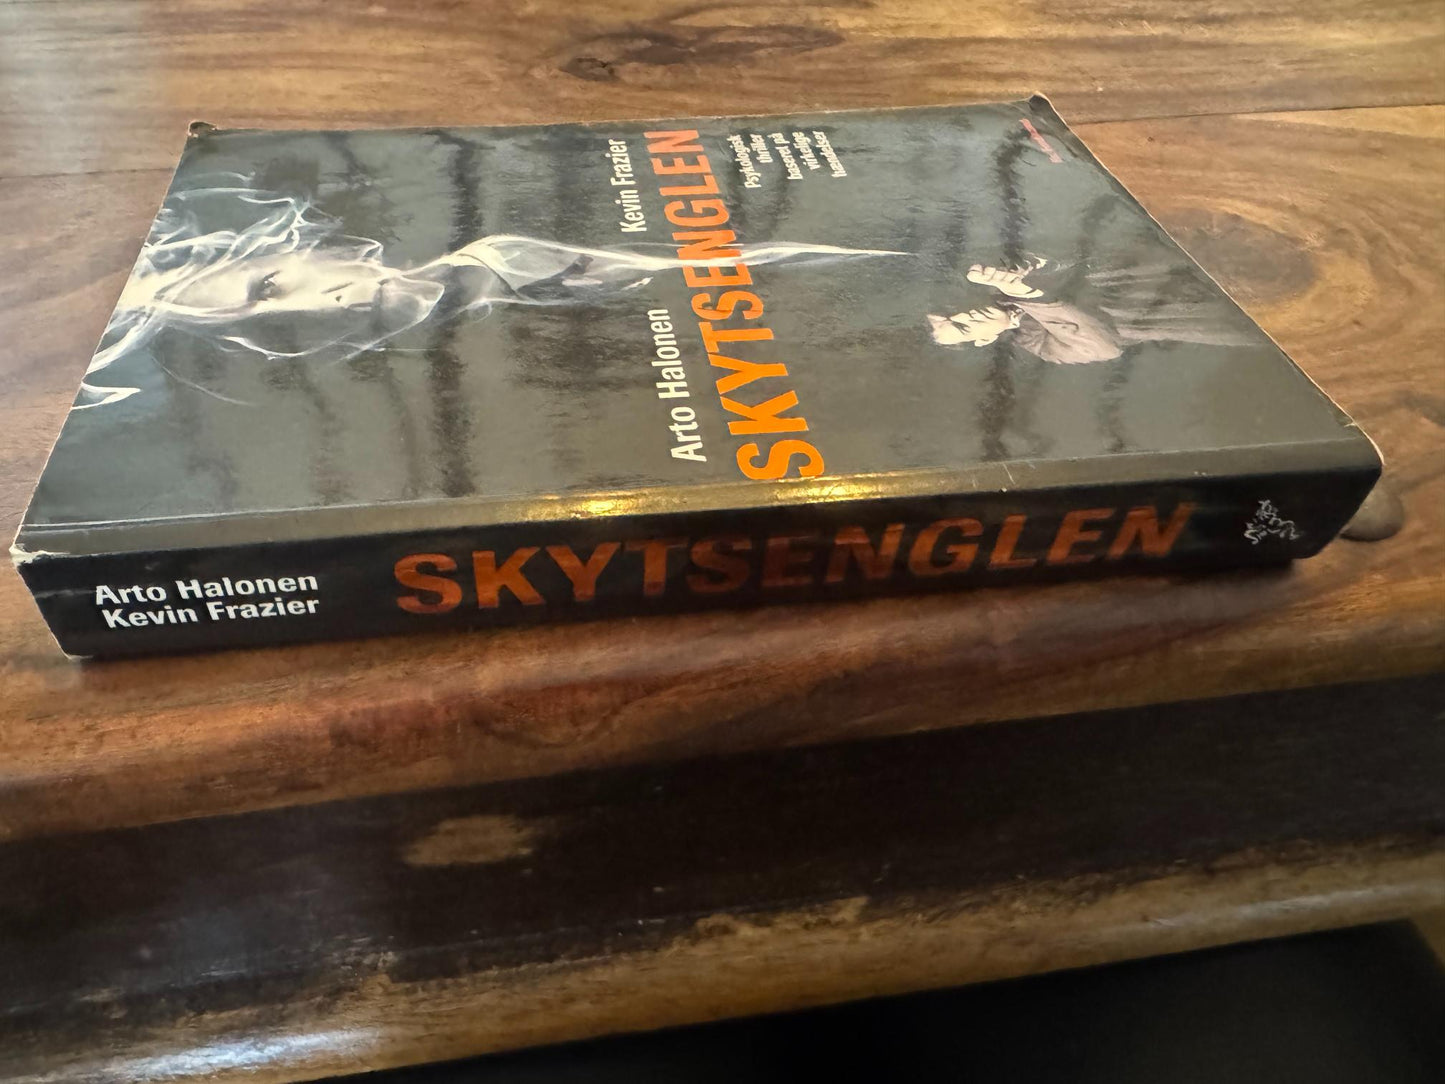 Arto Halonen
Kevin Frazier
SKYTSENGLEN
Psykologisk
thriller
baseret på
virkelige
hændelser
Arto Halonen
Kevin Frazier
SKYTSENGLEN